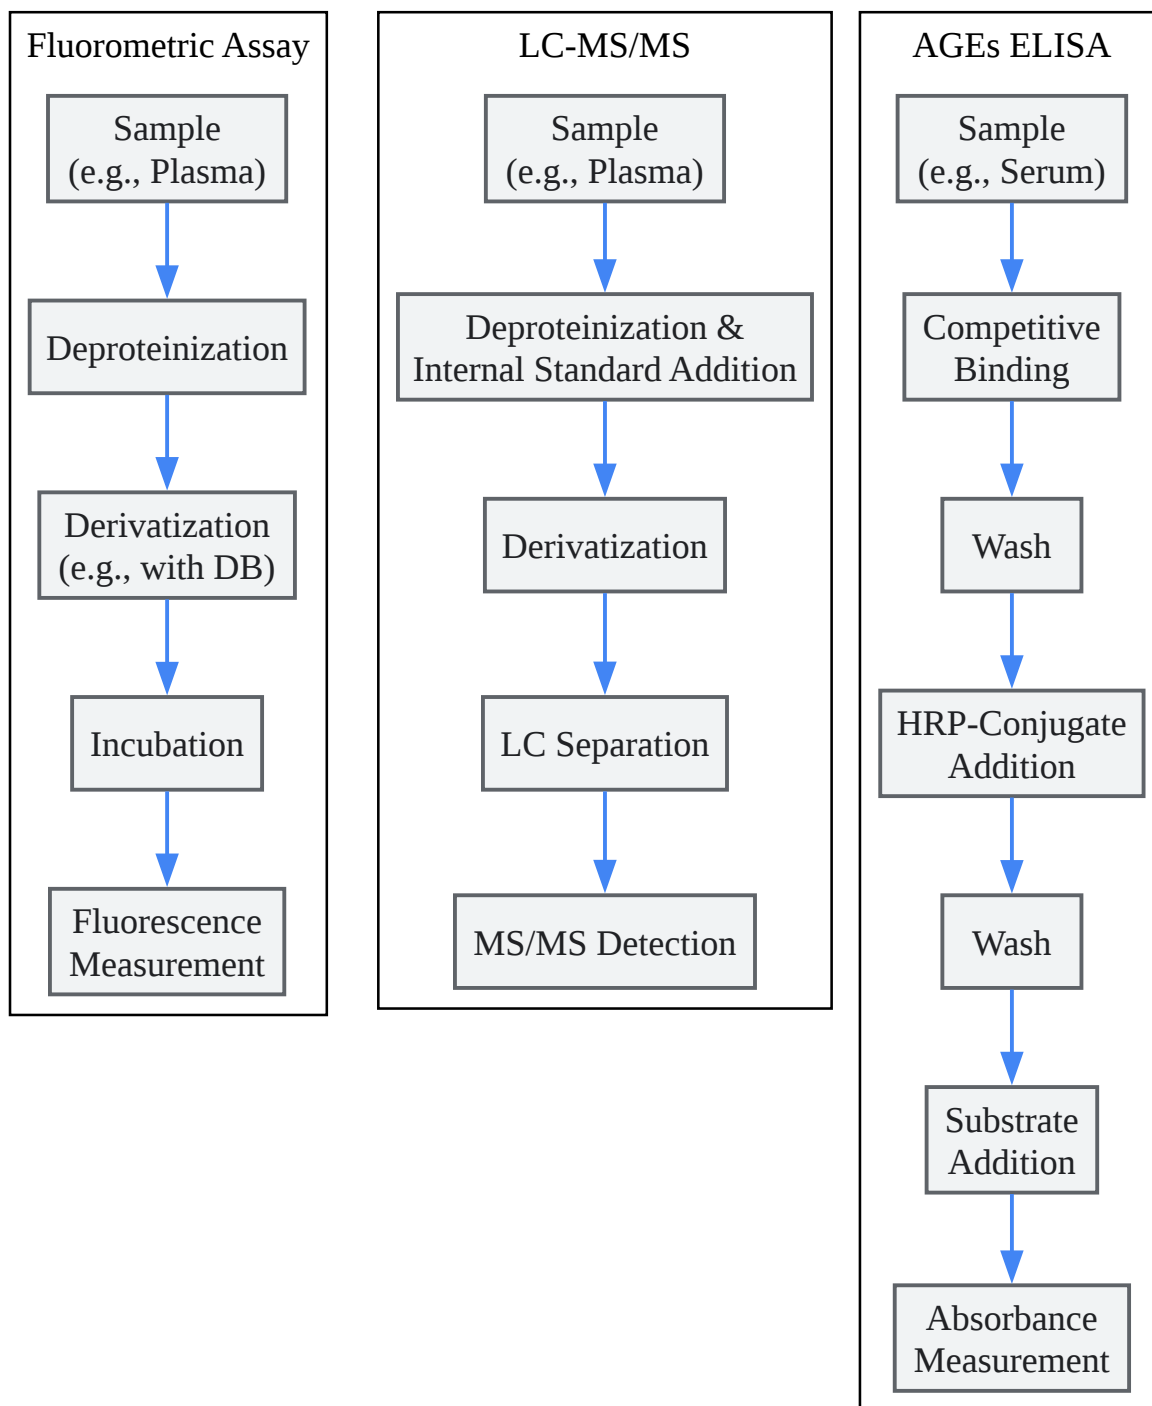 Fluorometric Assay
Sample
(e.g., Plasma)
Deproteinization
Derivatization
(e.g., with DB)
Incubation
Fluorescence
Measurement
LC-MS/MS
Sample
(e.g., Plasma)
Deproteinization &
Internal Standard Addition
Derivatization
LC Separation
MS/MS Detection
AGEs ELISA
Sample
(e.g., Serum)
Competitive
Binding
Wash
HRP-Conjugate
Addition
Wash
Substrate
Addition
Absorbance
Measurement